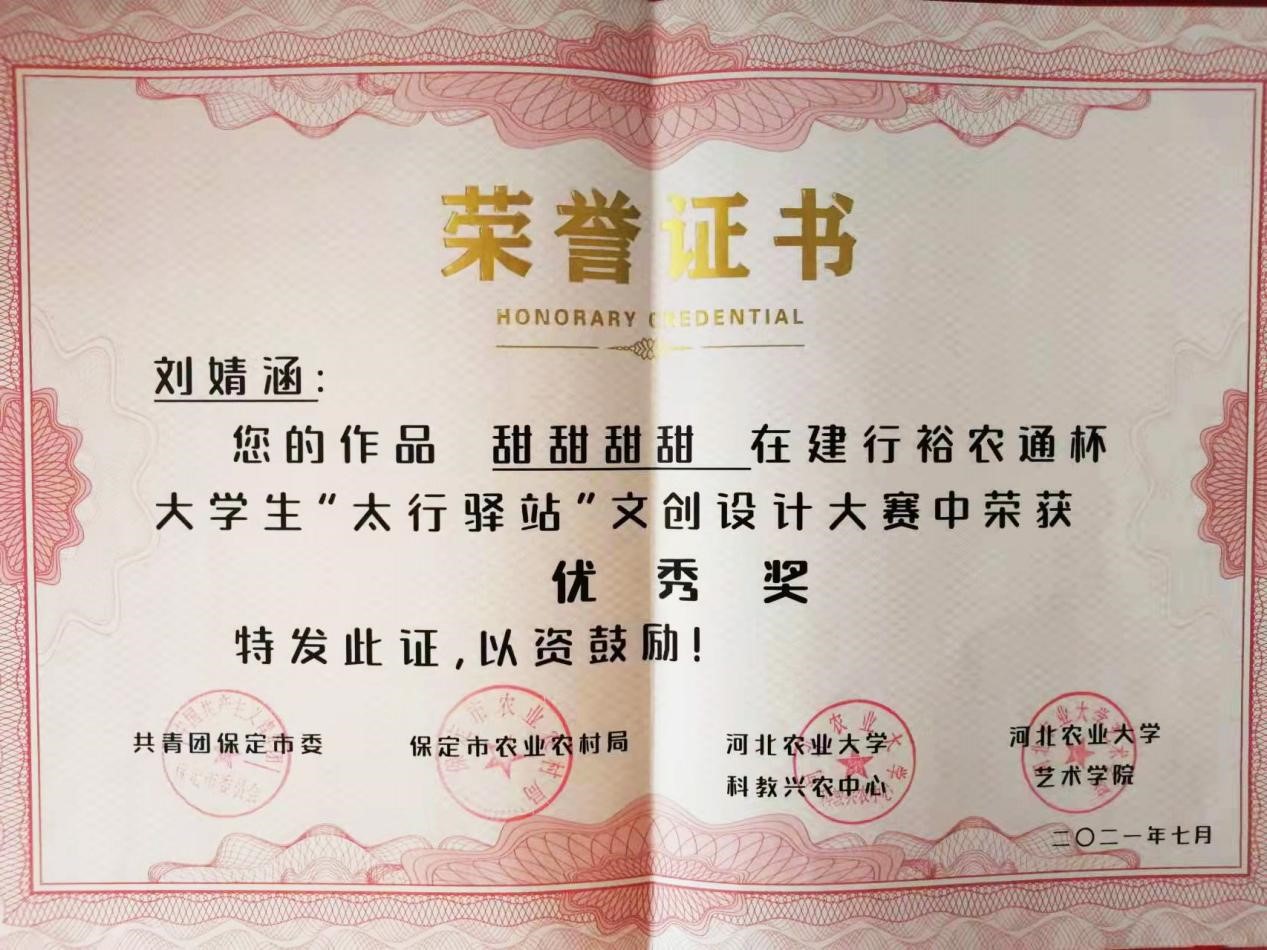 荣誉证书
HONORARY CREDENTIAL
刘婧涵:
您的作品 甜甜甜甜 在建行裕农通杯
大学生“太行驿站”文创设计大赛中荣获
优秀奖
特发此证,以资鼓励!
共青团保定市委
保定市农业农村局
河北农业大学
科教兴农中心
河北农业大学
艺术学院
二〇二一年七月